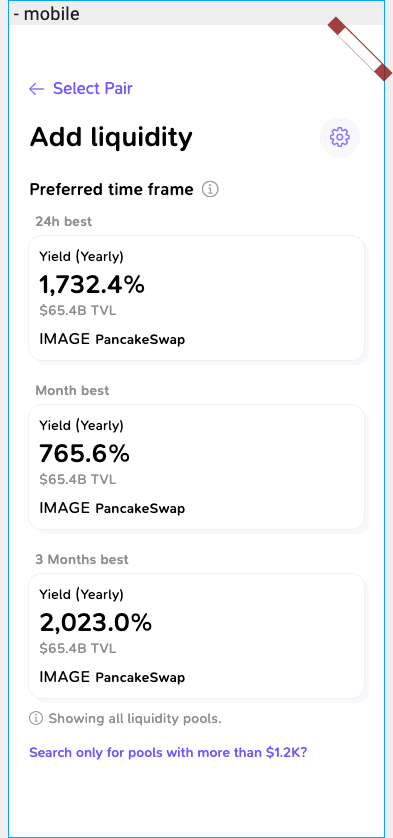 - mobile
Select Pair
Add liquidity
Preferred time frame
24h best
Yield (Yearly)
1,732.4%
$65.4B TVL
IMAGE PancakeSwap
Month best
Yield (Yearly)
765.6%
$65.4B TVL
IMAGE PancakeSwap
3 Months best
Yield (Yearly)
2,023.0%
$65.4B TVL
IMAGE PancakeSwap
Showing all liquidity pools.
Search only for pools with more than $1.2K?